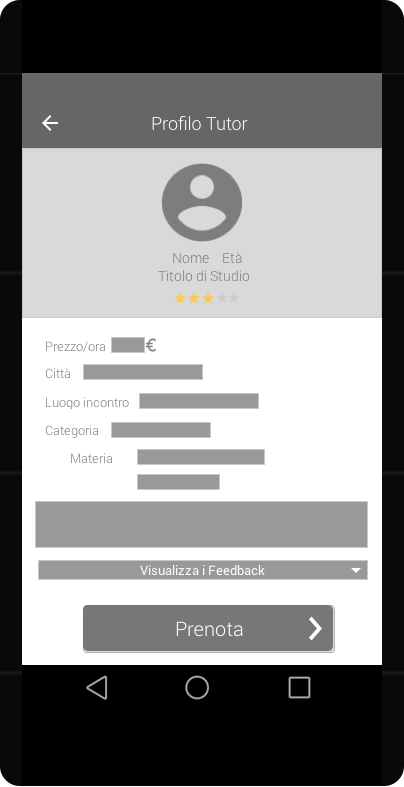 Profilo Tutor
Nome Età
Titolo di Studio
Prezzo/ora €
Città
Luogo incontro
Categoria
Materia
Visualizza i Feedback
Prenota